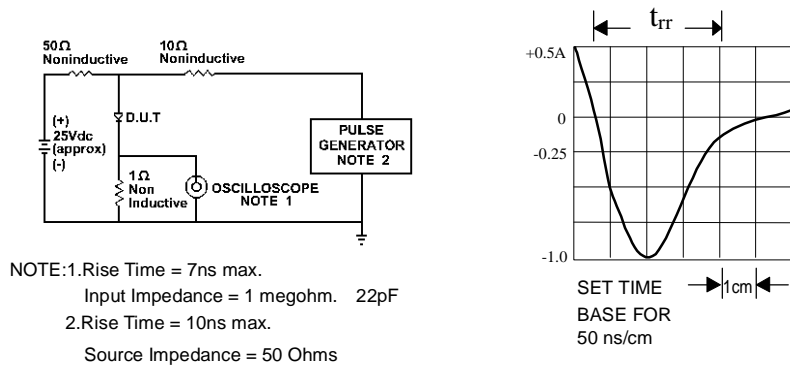 50Ω
Noninductive
10Ω
Noninductive
(+)
25Vdc
(approx)
(-)
D.U.T
1Ω
Non
Inductive
OSCILLOSCOPE
NOTE 1
PULSE
GENERATOR
NOTE 2
NOTE:1.Rise Time = 7ns max.
Input Impedance = 1 megohm. 22pF
2.Rise Time = 10ns max.
Source Impedance = 50 Ohms
trr
+0.5A
0
-0.25
-1.0
SET TIME
BASE FOR
50 ns/cm
1cm